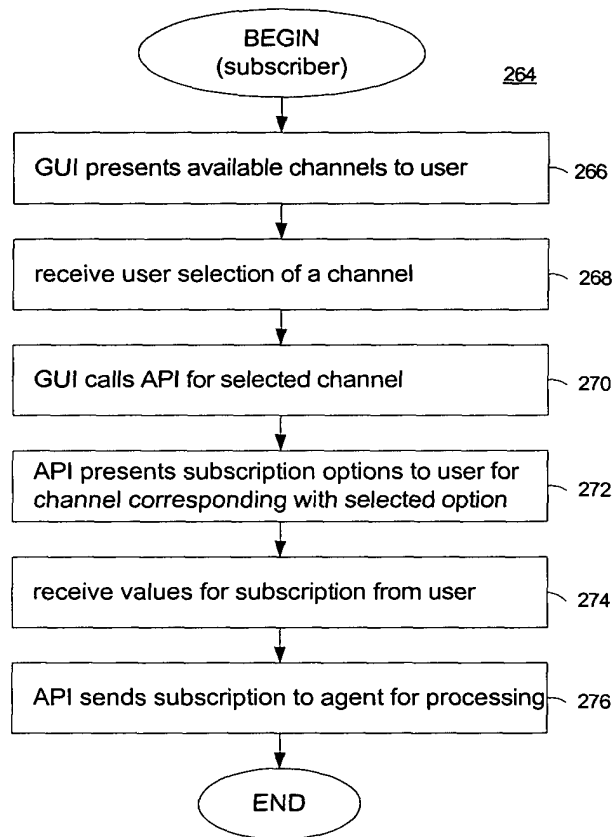 BEGIN
(subscriber)
264
GUI presents available channels to user
266
receive user selection of a channel
268
GUI calls API for selected channel
270
API presents subscription options to user for
channel corresponding with selected option
272
receive values for subscription from user
274
API sends subscription to agent for processing
276
END